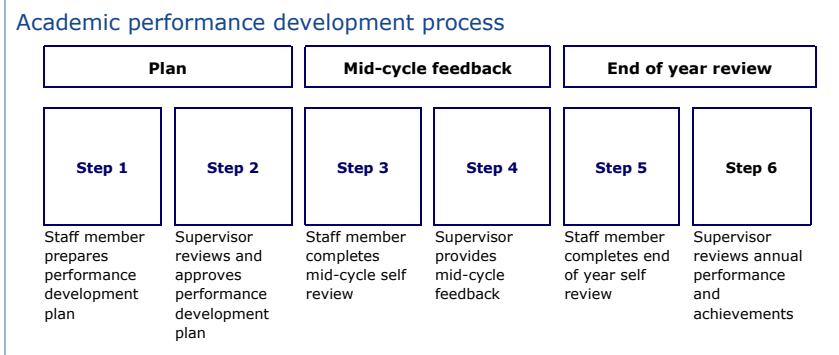 Academic performance development process
Plan
Mid-cycle feedback
End of year review
Step 1
Step 2
Step 3
Step 4
Step 5
Step 6
Staff member
prepares
performance
development
plan
Supervisor
reviews and
approves
performance
development
plan
Staff member
completes
mid-cycle self
review
Supervisor
provides
mid-cycle
feedback
Staff member
completes end
of year self
review
Supervisor
reviews annual
performance
and
achievements